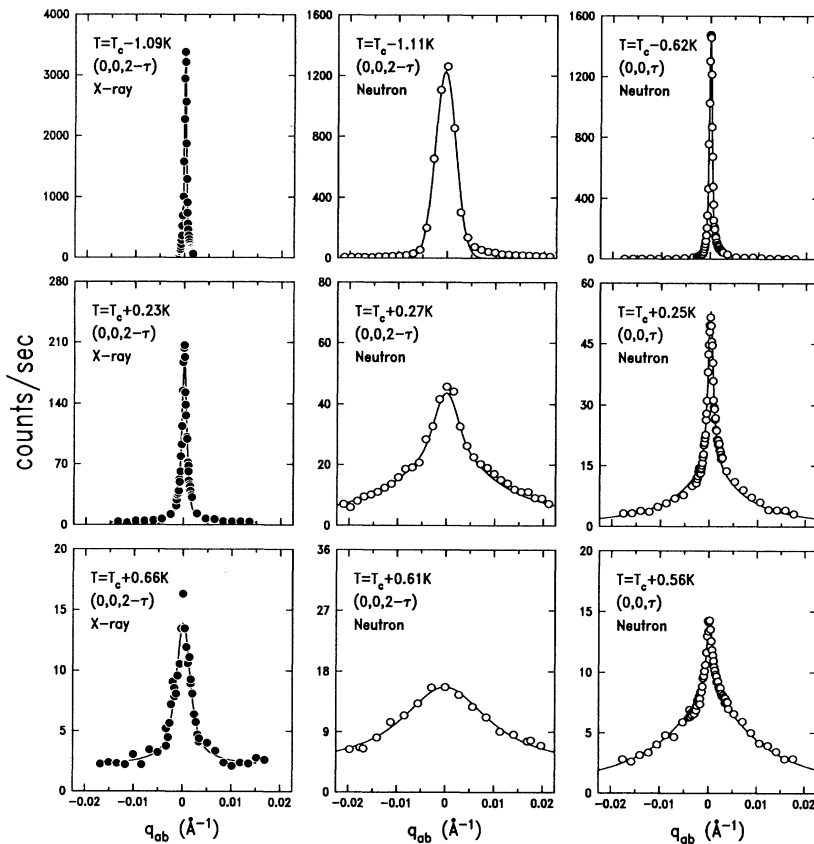 T=Tc−1.09K
(0,0,2−τ)
X-ray
4000
3000
2000
1000
0
T=Tc−1.11K
(0,0,2−τ)
Neutron
1600
1200
800
400
0
T=Tc−0.62K
(0,0,τ)
Neutron
1600
1200
800
400
0
counts/sec
T=Tc+0.23K
(0,0,2−τ)
X-ray
280
210
140
70
0
T=Tc+0.27K
(0,0,2−τ)
Neutron
80
60
40
20
0
T=Tc+0.25K
(0,0,τ)
Neutron
60
45
30
15
0
T=Tc+0.66K
(0,0,2−τ)
X-ray
20
15
10
5
0
T=Tc+0.61K
(0,0,2−τ)
Neutron
36
27
18
9
0
T=Tc+0.56K
(0,0,τ)
Neutron
20
15
10
5
0
−0.02 −0.01 0 0.01 0.02
−0.02 −0.01 0 0.01 0.02
−0.02 −0.01 0 0.01 0.02
qab (Å−1)
qab (Å−1)
qab (Å−1)